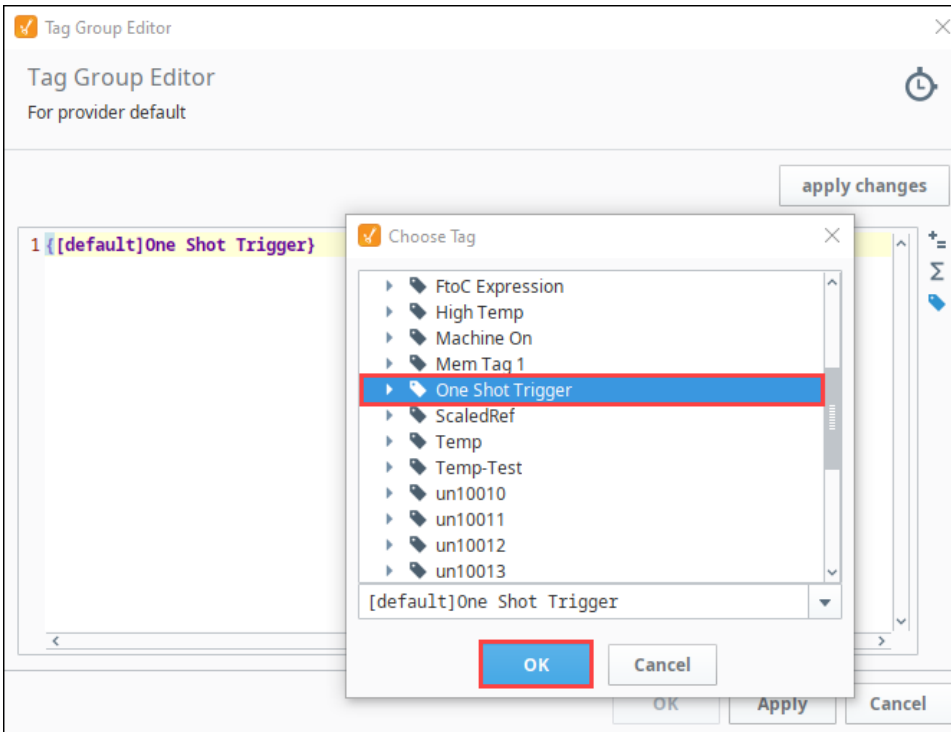 Tag Group Editor
Tag Group Editor
For provider default
apply changes
1 {[default]One Shot Trigger}
Choose Tag
FtoC Expression
High Temp
Machine On
Mem Tag 1
One Shot Trigger
ScaledRef
Temp
Temp-Test
un10010
un10011
un10012
un10013
[default]One Shot Trigger
OK Cancel
OK Apply Cancel